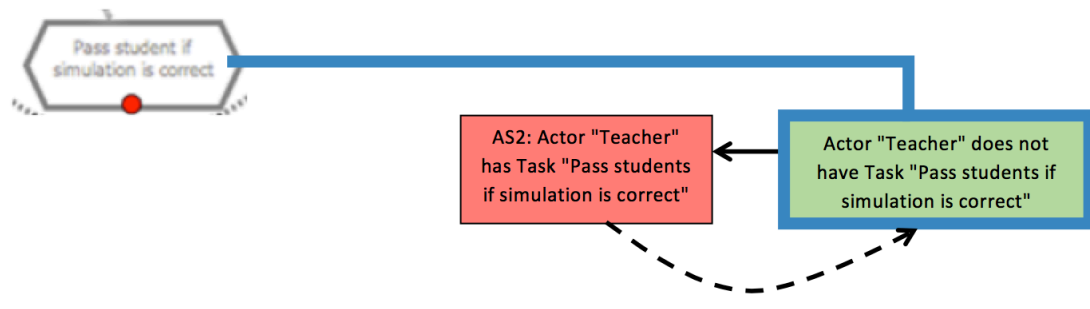 Pass student if
simulation is correct
AS2: Actor "Teacher"
has Task "Pass students
if simulation is correct"
Actor "Teacher" does not
have Task "Pass students if
simulation is correct"